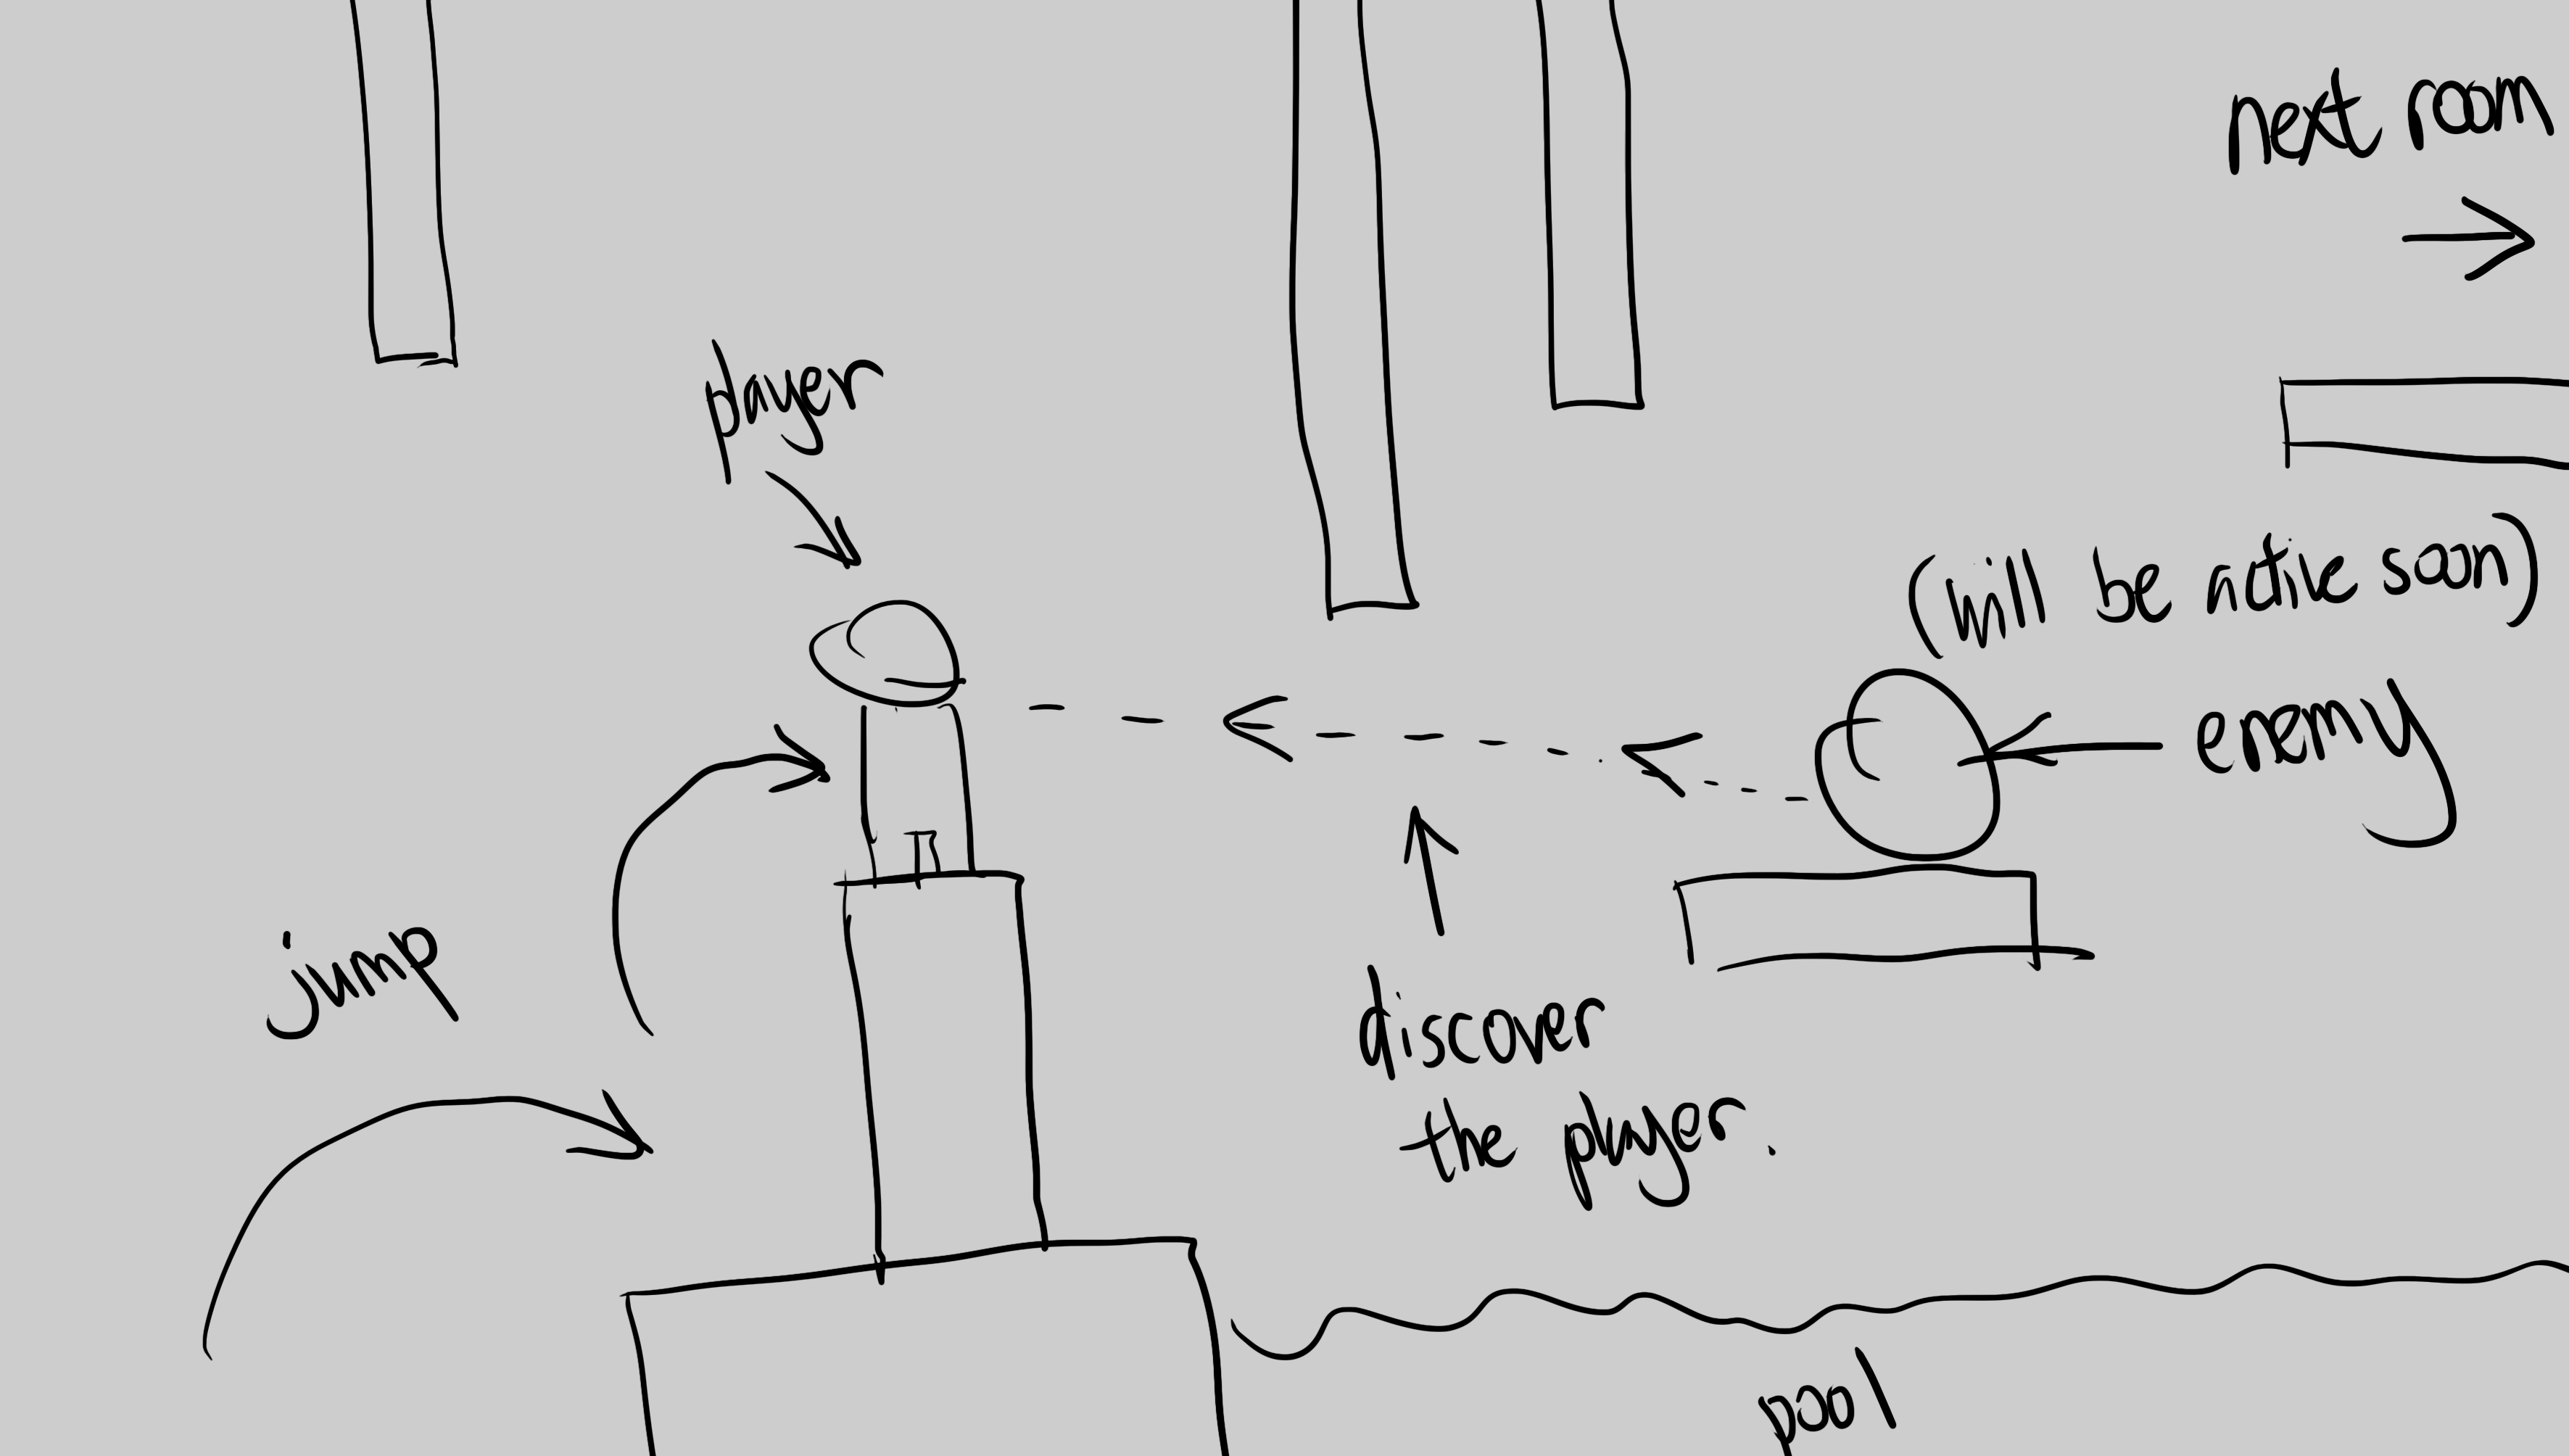 next room
player
(will be active soon)
enemy
jump
discover
the player.
pool